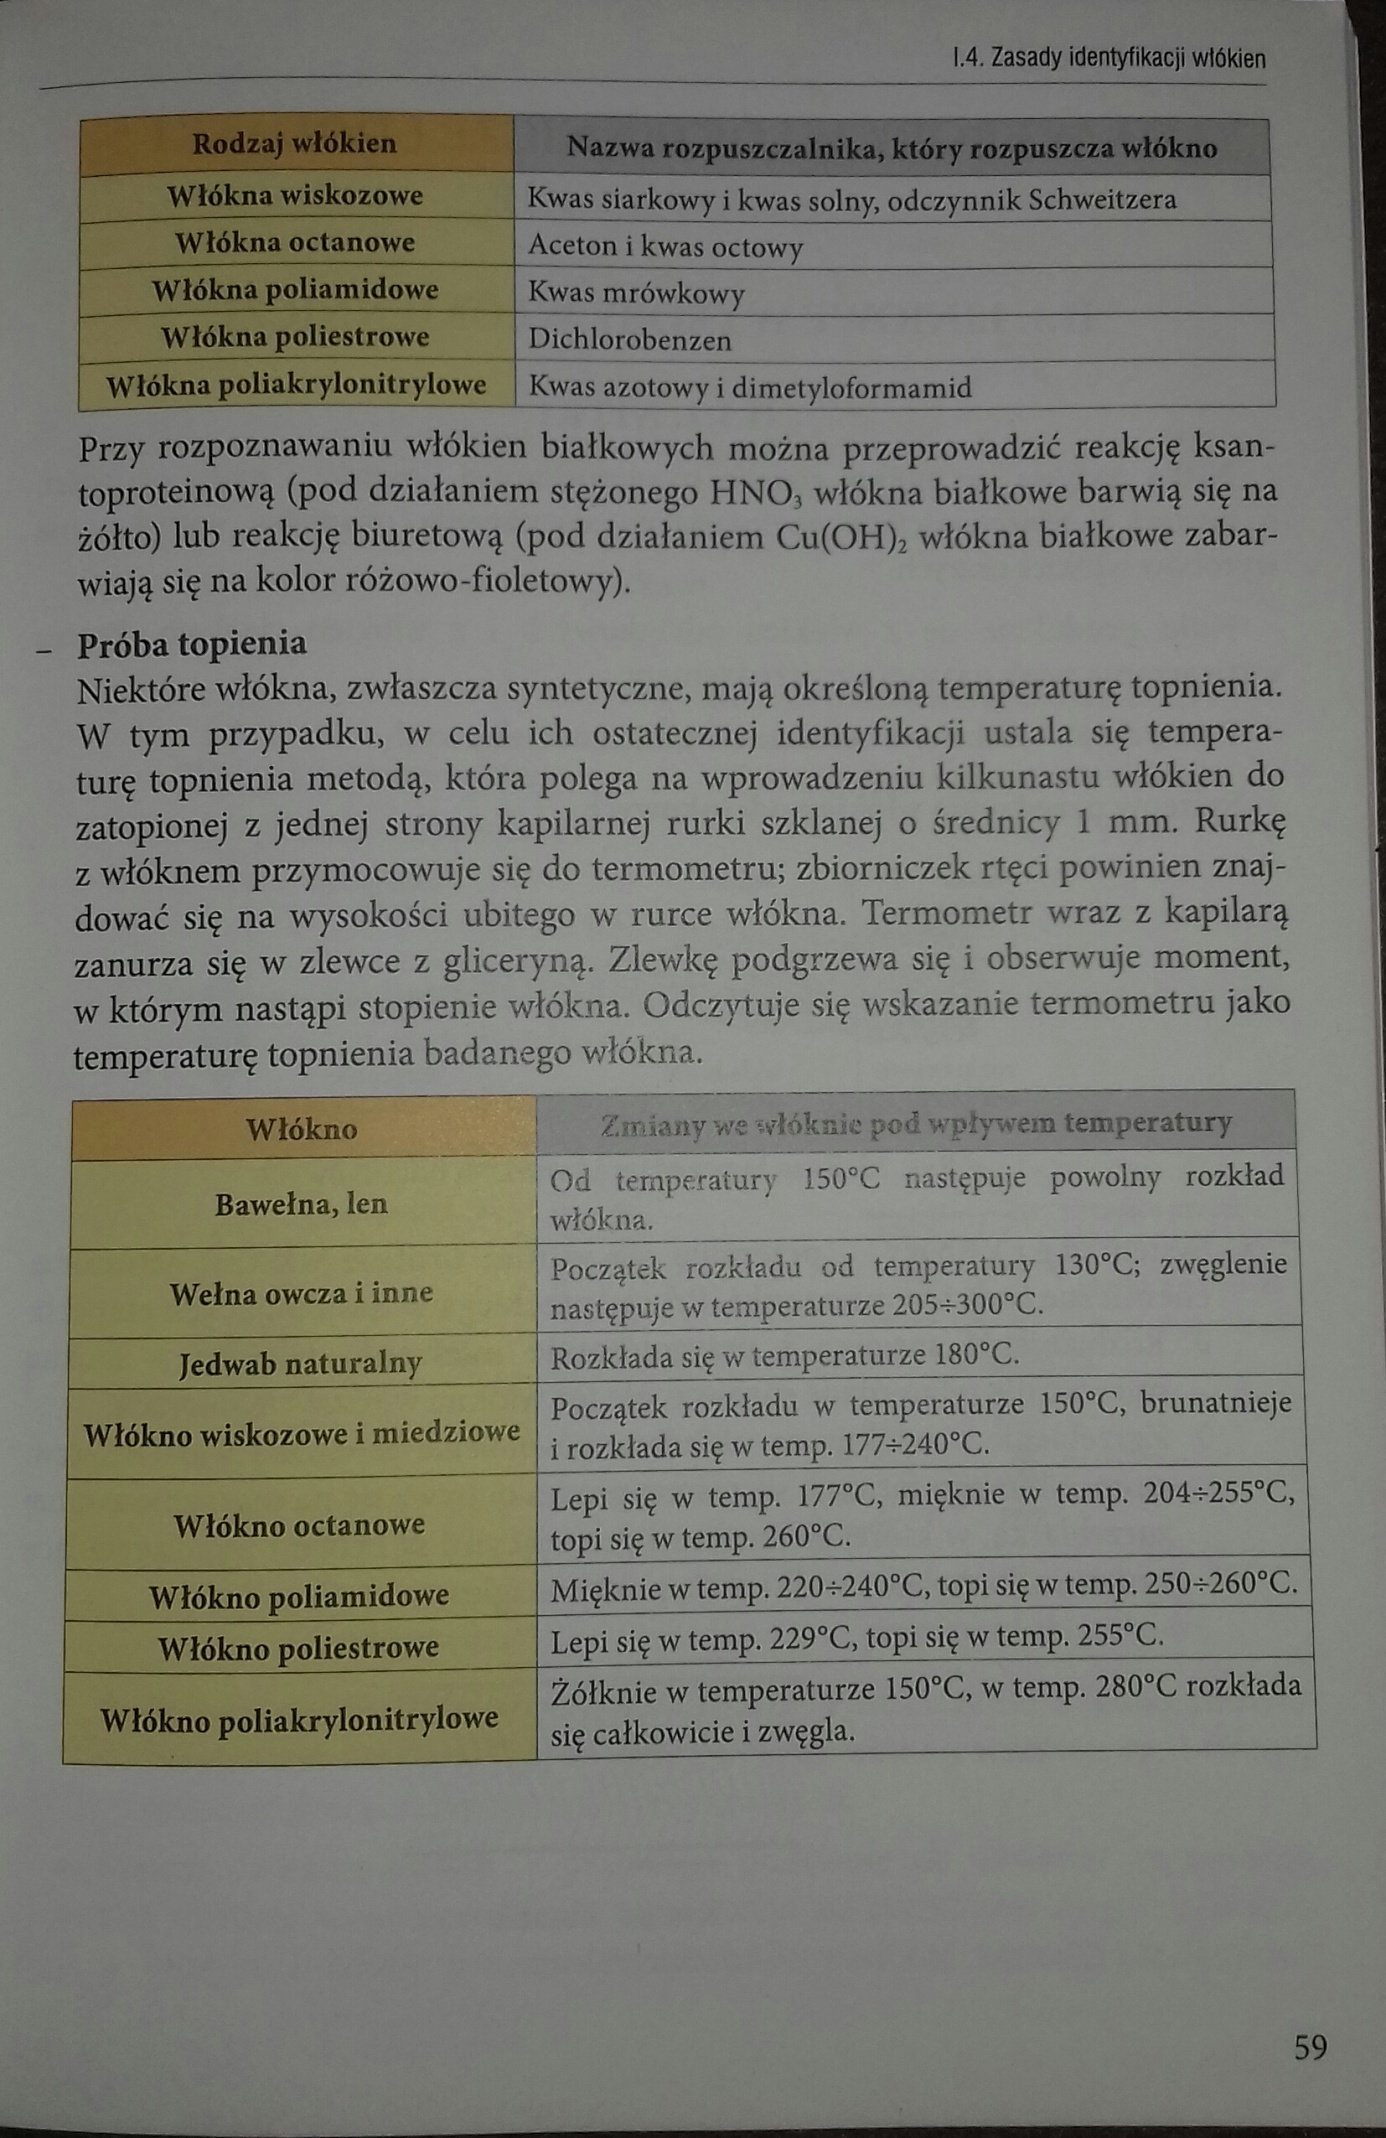 I.4. Zasady identyfikacji włókien
Rodzaj włókien Nazwa rozpuszczalnika, który rozpuszcza włókno
Włókna wiskozowe Kwas siarkowy i kwas solny, odczynnik Schweitzera
Włókna octanowe Aceton i kwas octowy
Włókna poliamidowe Kwas mrówkowy
Włókna poliestrowe Dichlorobenzen
Włókna poliakrylonitrylowe Kwas azotowy i dimetyloformamid
Przy rozpoznawaniu włókien białkowych można przeprowadzić reakcję ksan-
toproteinową (pod działaniem stężonego HNO₃ włókna białkowe barwią się na
żółto) lub reakcję biuretową (pod działaniem Cu(OH)₂ włókna białkowe zabar-
wiają się na kolor różowo-fioletowy).
– Próba topienia
Niektóre włókna, zwłaszcza syntetyczne, mają określoną temperaturę topnienia.
W tym przypadku, w celu ich ostatecznej identyfikacji ustala się tempera-
turę topnienia metodą, która polega na wprowadzeniu kilkunastu włókien do
zatopionej z jednej strony kapilarnej rurki szklanej o średnicy 1 mm. Rurkę
z włóknem przymocowuje się do termometru; zbiorniczek rtęci powinien znaj-
dować się na wysokości ubitego w rurce włókna. Termometr wraz z kapilarą
zanurza się w zlewce z gliceryną. Zlewkę podgrzewa się i obserwuje moment,
w którym nastąpi stopienie włókna. Odczytuje się wskazanie termometru jako
temperaturę topnienia badanego włókna.
Włókno Zmiany we włóknie pod wpływem temperatury
Bawełna, len Od temperatury 150°C następuje powolny rozkład
włókna.
Wełna owcza i inne Początek rozkładu od temperatury 130°C; zwęglenie
następuje w temperaturze 205÷300°C.
Jedwab naturalny Rozkłada się w temperaturze 180°C.
Włókno wiskozowe i miedziowe Początek rozkładu w temperaturze 150°C, brunatnieje
i rozkłada się w temp. 177÷240°C.
Włókno octanowe Lepi się w temp. 177°C, mięknie w temp. 204÷255°C,
topi się w temp. 260°C.
Włókno poliamidowe Mięknie w temp. 220÷240°C, topi się w temp. 250÷260°C.
Włókno poliestrowe Lepi się w temp. 229°C, topi się w temp. 255°C.
Włókno poliakrylonitrylowe Żółknie w temperaturze 150°C, w temp. 280°C rozkłada
się całkowicie i zwęgla.
59